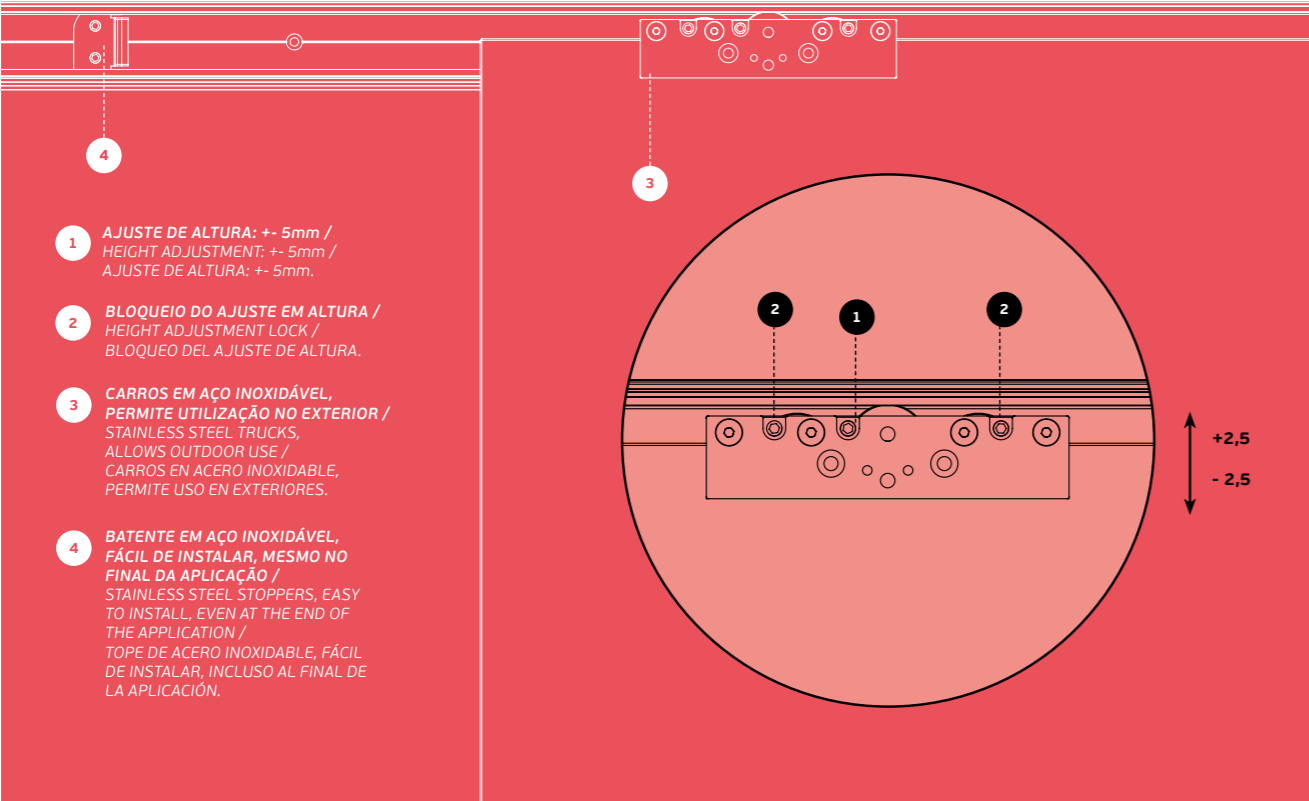 4
3
1
AJUSTE DE ALTURA: +- 5mm /
HEIGHT ADJUSTMENT: +- 5mm /
AJUSTE DE ALTURA: +- 5mm.
2
BLOQUEIO DO AJUSTE EM ALTURA /
HEIGHT ADJUSTMENT LOCK /
BLOQUEO DEL AJUSTE DE ALTURA.
3
CARROS EM AÇO INOXIDÁVEL,
PERMITE UTILIZAÇÃO NO EXTERIOR /
STAINLESS STEEL TRUCKS,
ALLOWS OUTDOOR USE /
CARROS EN ACERO INOXIDABLE,
PERMITE USO EN EXTERIORES.
4
BATENTE EM AÇO INOXIDÁVEL,
FÁCIL DE INSTALAR, MESMO NO
FINAL DA APLICAÇÃO /
STAINLESS STEEL STOPPERS, EASY
TO INSTALL, EVEN AT THE END OF
THE APPLICATION /
TOPE DE ACERO INOXIDABLE, FÁCIL
DE INSTALAR, INCLUSO AL FINAL DE
LA APLICACIÓN.
2
1
2
+2,5
- 2,5